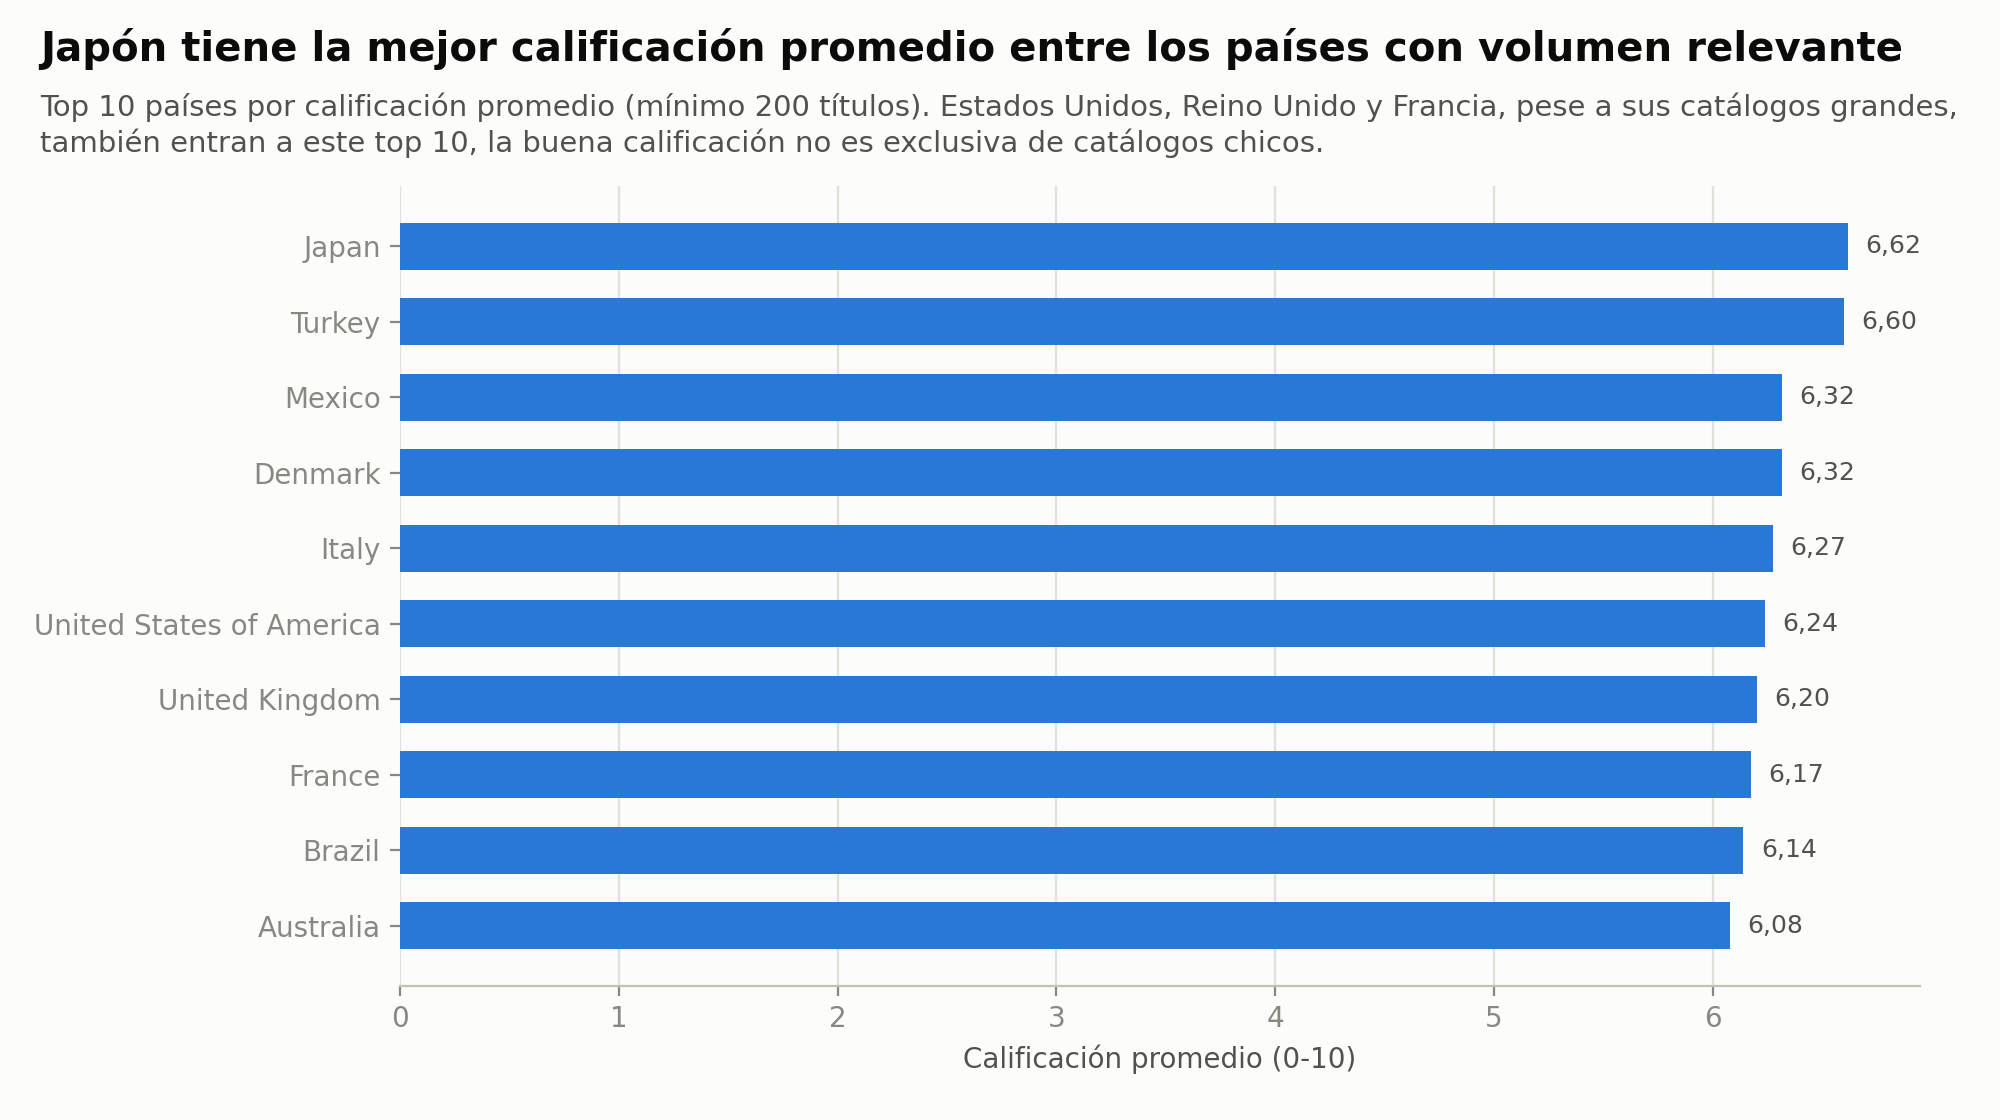 Japón tiene la mejor calificación promedio entre los países con volumen relevante
Top 10 países por calificación promedio (mínimo 200 títulos). Estados Unidos, Reino Unido y Francia, pese a sus catálogos grandes,
también entran a este top 10, la buena calificación no es exclusiva de catálogos chicos.
Japan 6,62
Turkey 6,60
Mexico 6,32
Denmark 6,32
Italy 6,27
United States of America 6,24
United Kingdom 6,20
France 6,17
Brazil 6,14
Australia 6,08
0 1 2 3 4 5 6
Calificación promedio (0-10)